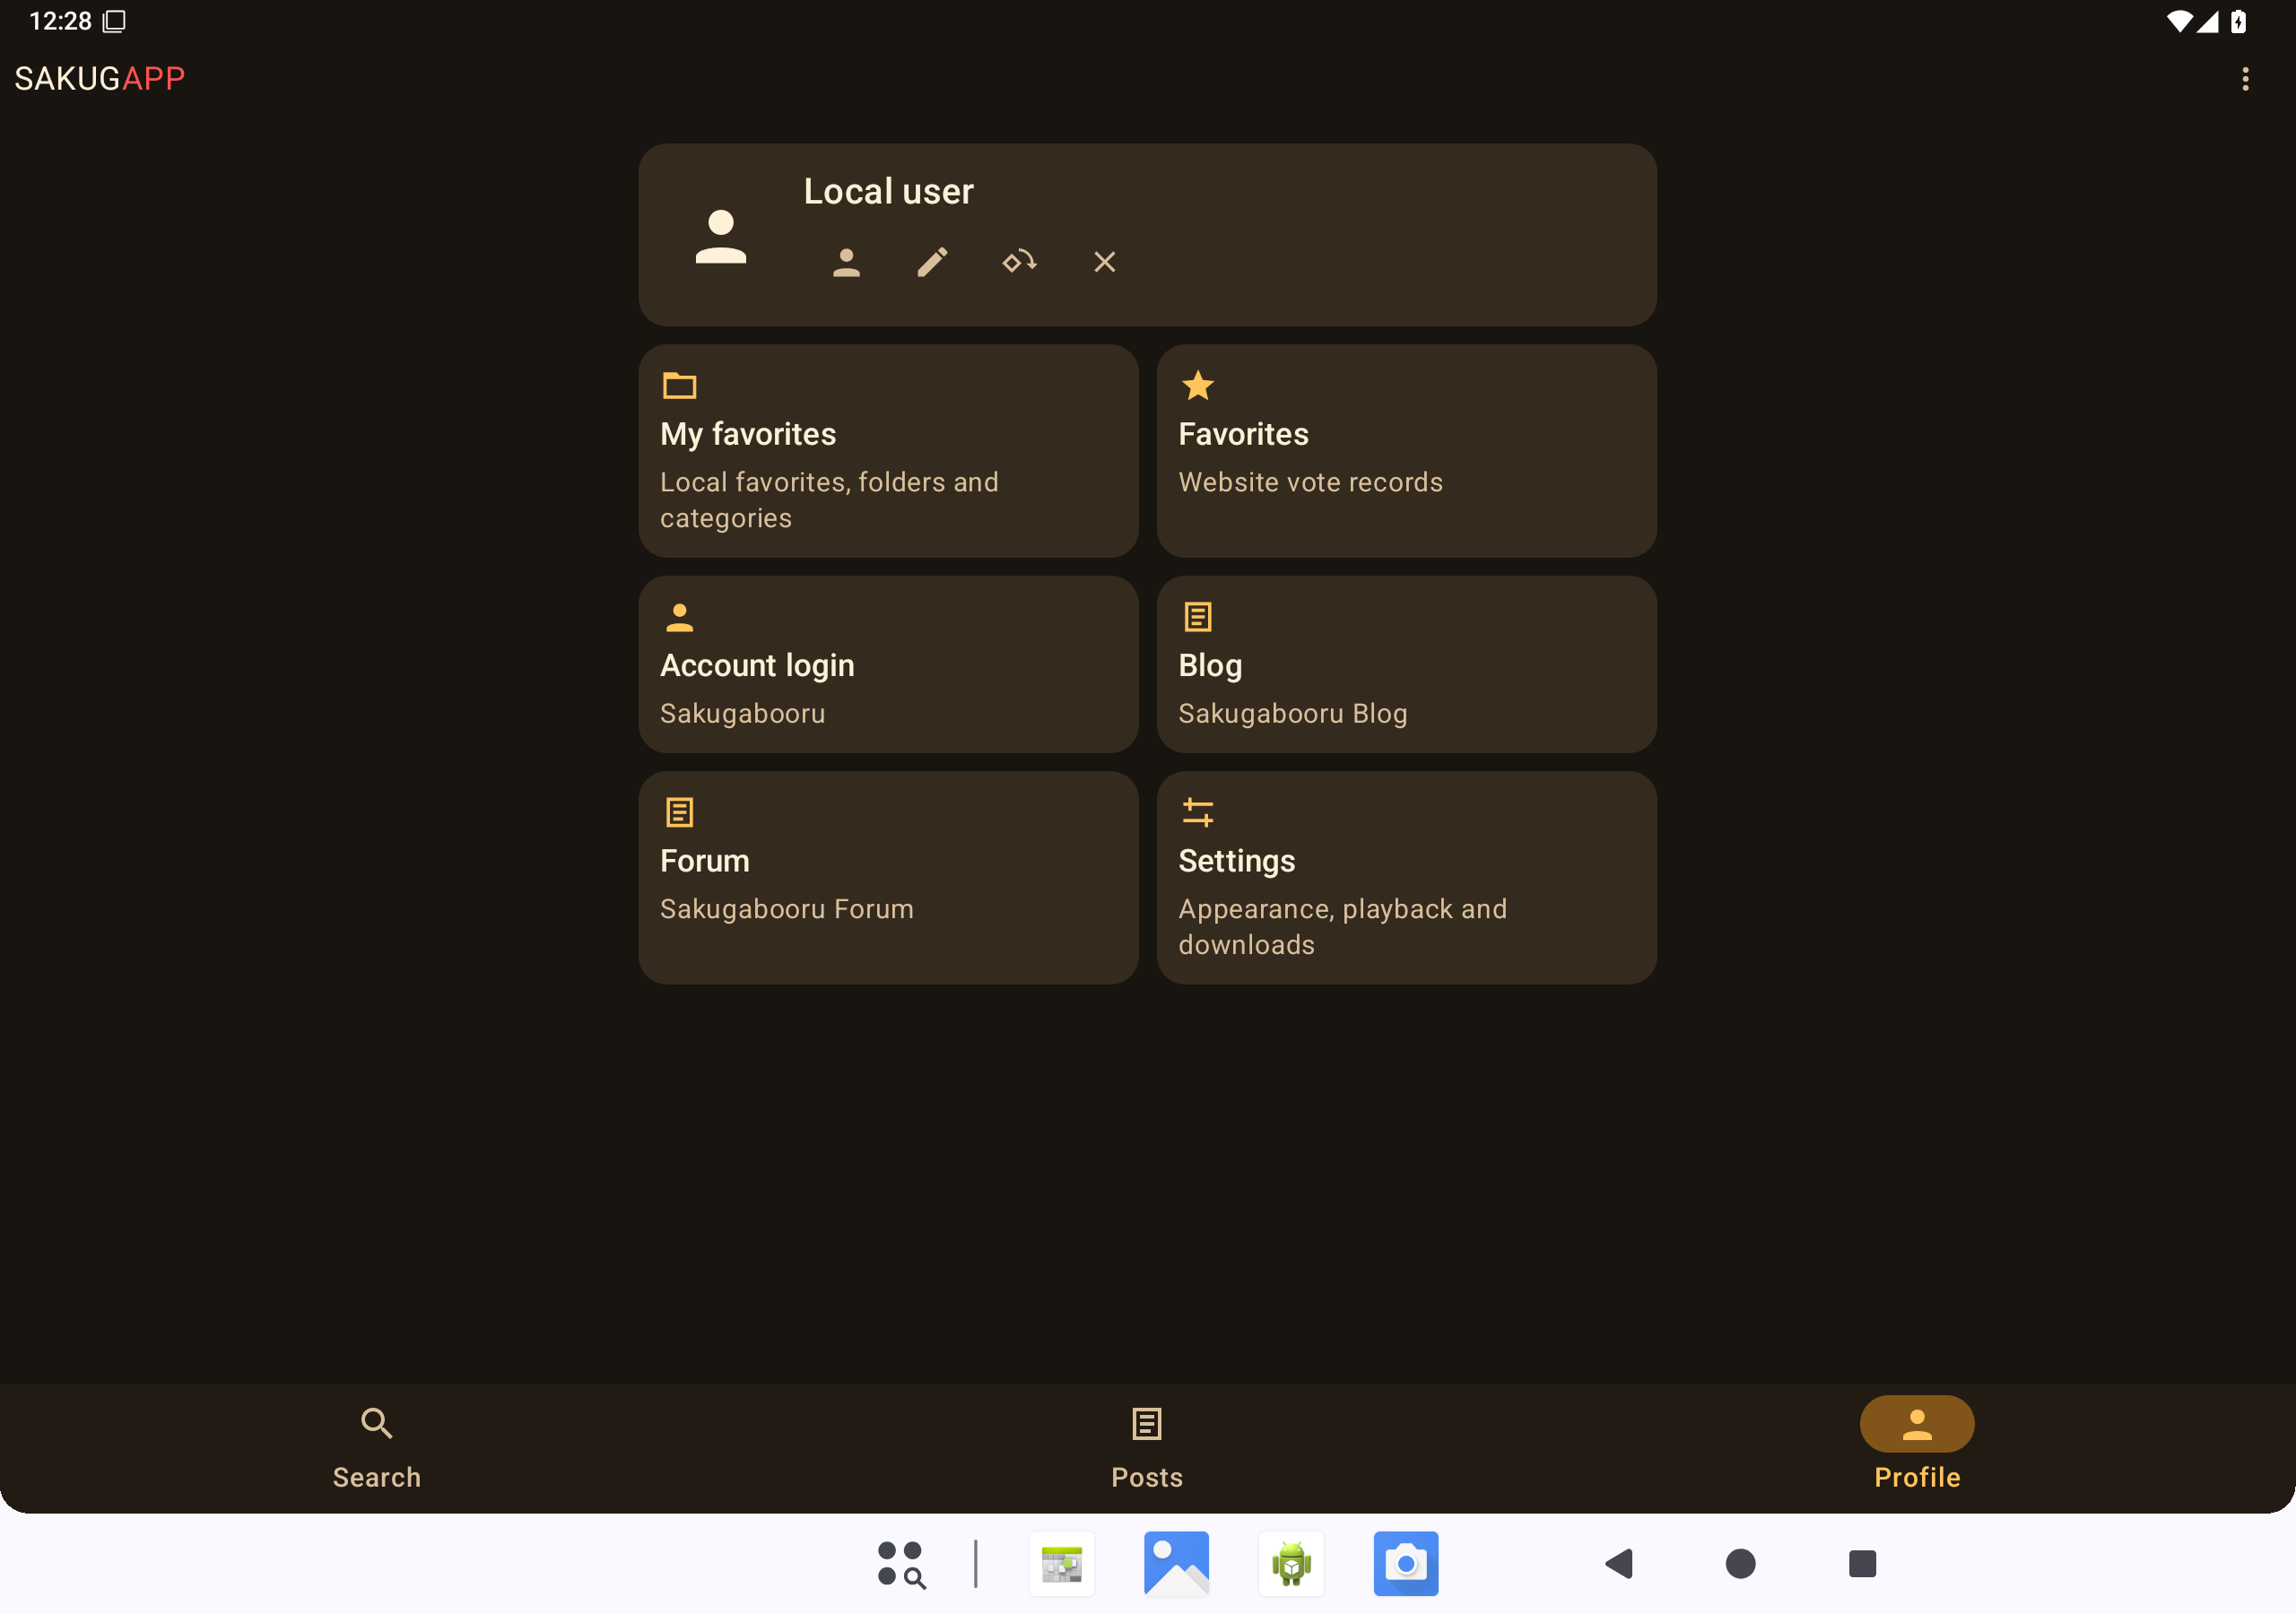 12:28
SAKUGAPP
Local user
My favorites
Local favorites, folders and
categories
Favorites
Website vote records
Account login
Sakugabooru
Blog
Sakugabooru Blog
Forum
Sakugabooru Forum
Settings
Appearance, playback and
downloads
Search
Posts
Profile